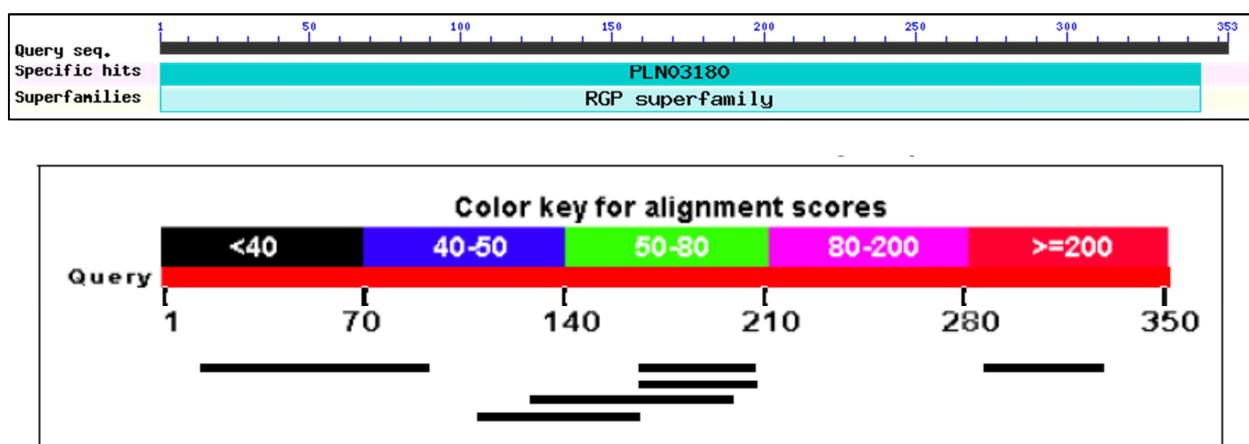 1 50 100 150 200 250 300 353
Query seq.
Specific hits PLN03180
Superfamilies RGP superfamily
Color key for alignment scores
<40 40-50 50-80 80-200 >=200
Query
1 70 140 210 280 350